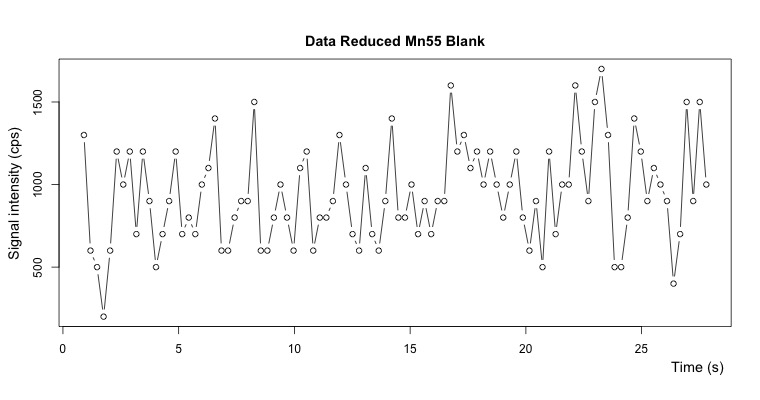 Data Reduced Mn55 Blank
Signal intensity (cps)
1500
1000
500
0 5 10 15 20 25
Time (s)